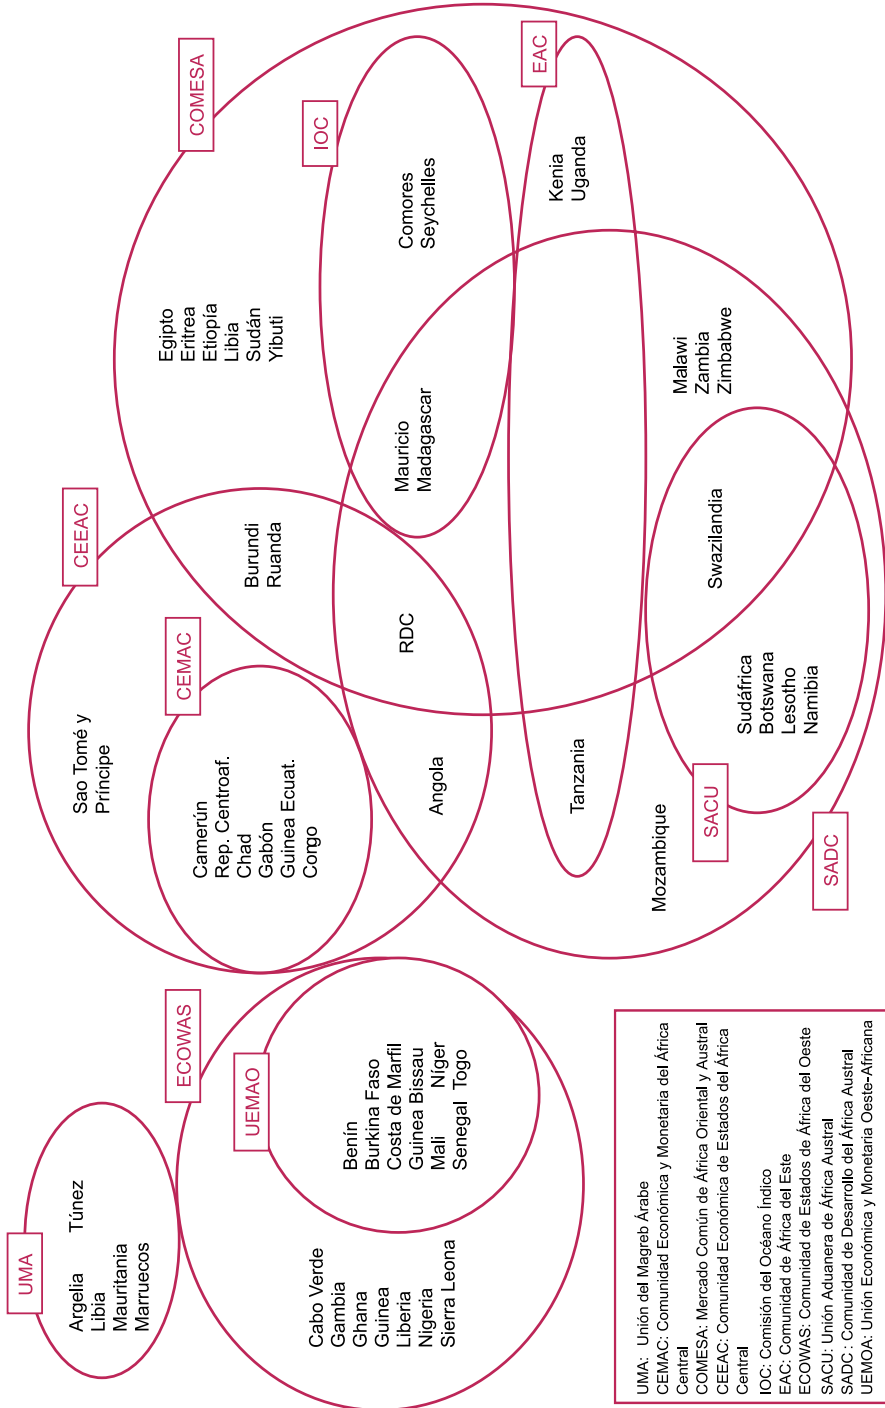 UMA
Argelia
Túnez
Libia
Mauritania
Marruecos
ECOWAS
Cabo Verde
Gambia
Ghana
Guinea
Liberia
Nigeria
Sierra Leona
UEMAO
Benín
Burkina Faso
Costa de Marfil
Guinea Bissau
Mali Níger
Senegal Togo
CEEAC
Sao Tomé y
Príncipe
CEMAC
Camerún
Rep. Centroaf.
Chad
Gabón
Guinea Ecuat.
Congo
Burundi
Ruanda
RDC
Angola
COMESA
Egipto
Eritrea
Etiopía
Libia
Sudán
Yibuti
IOC
Comores
Seychelles
Mauricio
Madagascar
EAC
Kenia
Uganda
Tanzania
Mozambique
Malawi
Zambia
Zimbabwe
Swazilandia
SACU
Sudáfrica
Botswana
Lesotho
Namibia
SADC
UMA: Unión del Magreb Árabe
CEMAC: Comunidad Económica y Monetaria del África
Central
COMESA: Mercado Común de África Oriental y Austral
CEEAC: Comunidad Económica de Estados del África
Central
IOC: Comisión del Océano Índico
EAC: Comunidad de África del Este
ECOWAS: Comunidad de Estados de África del Oeste
SACU: Unión Aduanera de África Austral
SADC: Comunidad de Desarrollo del África Austral
UEMOA: Unión Económica y Monetaria Oeste-Africana